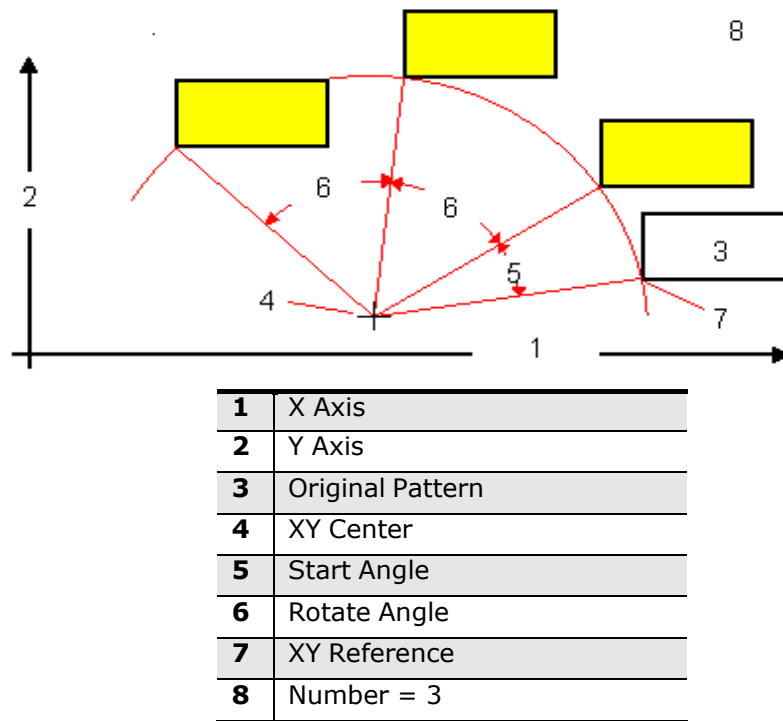 8
2
6
6
5
3
4
7
1
1 X Axis
2 Y Axis
3 Original Pattern
4 XY Center
5 Start Angle
6 Rotate Angle
7 XY Reference
8 Number = 3